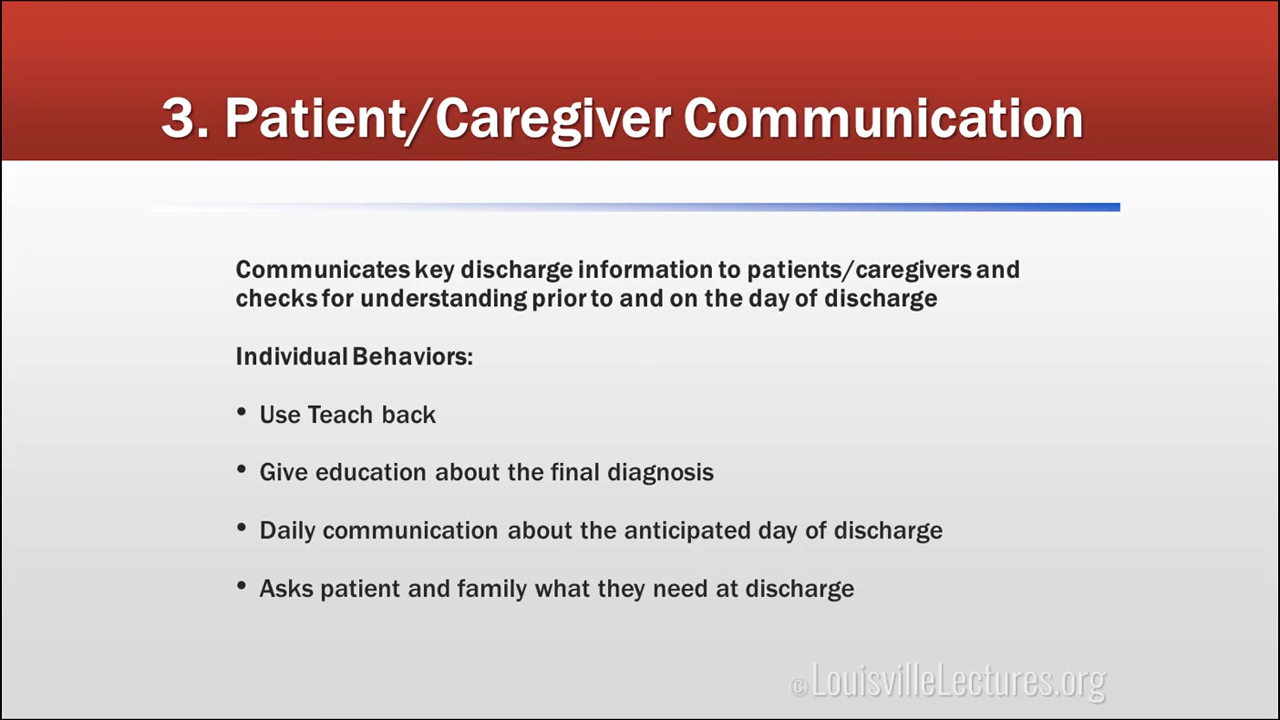 3. Patient/Caregiver Communication
Communicates key discharge information to patients/caregivers and
checks for understanding prior to and on the day of discharge
Individual Behaviors:
• Use Teach back
• Give education about the final diagnosis
• Daily communication about the anticipated day of discharge
• Asks patient and family what they need at discharge
© LouisvilleLectures.org